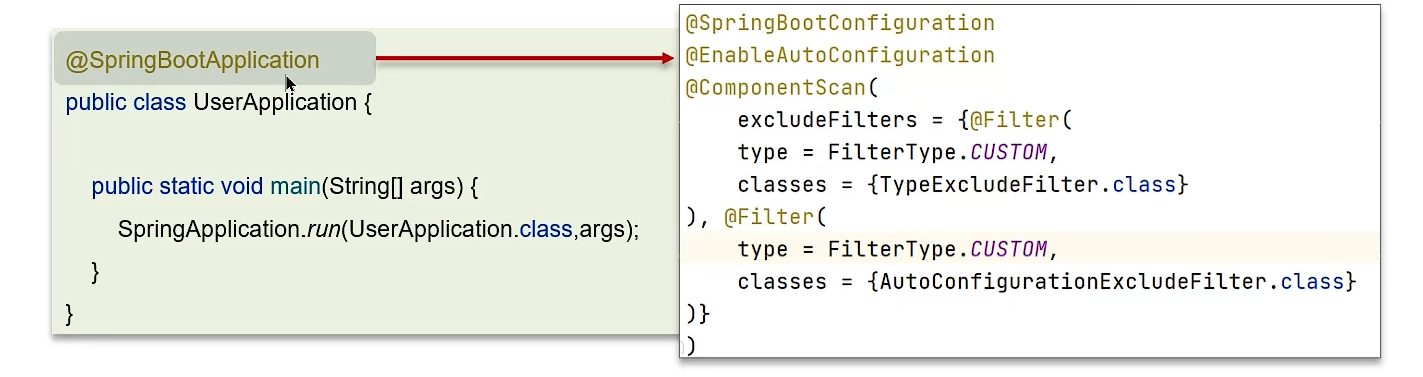 @SpringBootApplication
public class UserApplication {
public static void main(String[] args) {
SpringApplication.run(UserApplication.class,args);
}
}
@SpringBootConfiguration
@EnableAutoConfiguration
@ComponentScan(
excludeFilters = {@Filter(
type = FilterType.CUSTOM,
classes = {TypeExcludeFilter.class}
), @Filter(
type = FilterType.CUSTOM,
classes = {AutoConfigurationExcludeFilter.class}
)}
)